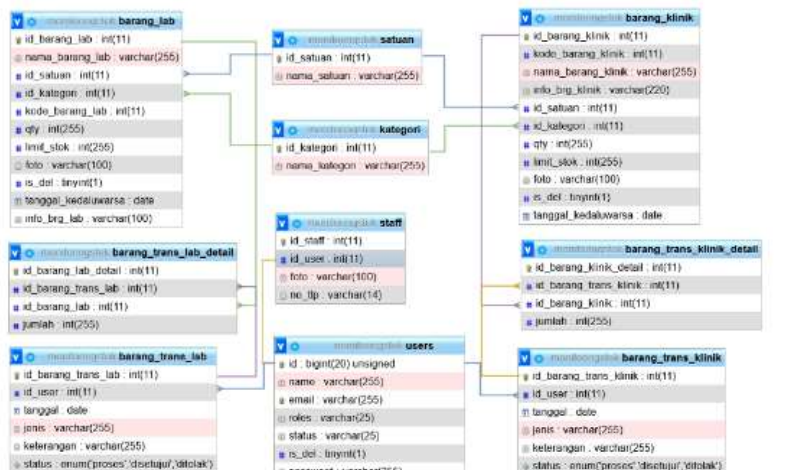 barang_lab
id_barang_lab : int(11)
nama_barang_lab : varchar(255)
id_satuan : int(11)
id_kategori : int(11)
kode_barang_lab : int(11)
qty : int(255)
limit_stok : int(255)
foto : varchar(100)
is_del : tinyint(1)
tanggal_kedaluwarsa : date
info_brg_lab : varchar(100)
satuan
id_satuan : int(11)
nama_satuan : varchar(255)
kategori
id_kategori : int(11)
nama_kategori : varchar(255)
barang_klinik
id_barang_klinik : int(11)
kode_barang_klinik : int(11)
nama_barang_klinik : varchar(255)
info_brg_klinik : varchar(220)
id_satuan : int(11)
id_kategori : int(11)
qty : int(255)
limit_stok : int(255)
foto : varchar(100)
is_del : tinyint(1)
tanggal_kedaluwarsa : date
staff
id_staff : int(11)
id_user : int(11)
foto : varchar(100)
no_tlp : varchar(14)
barang_trans_lab_detail
id_barang_lab_detail : int(11)
id_barang_trans_lab : int(11)
id_barang_lab : int(11)
jumlah : int(255)
barang_trans_klinik_detail
id_barang_klinik_detail : int(11)
id_barang_trans_klinik : int(11)
id_barang_klinik : int(11)
jumlah : int(255)
barang_trans_lab
id_barang_trans_lab : int(11)
id_user : int(11)
tanggal : date
jenis : varchar(255)
keterangan : varchar(255)
status : enum('proses','disetujui','ditolak')
users
id : bigint(20) unsigned
name : varchar(255)
email : varchar(255)
roles : varchar(25)
status : varchar(25)
is_del : tinyint(1)
barang_trans_klinik
id_barang_trans_klinik : int(11)
id_user : int(11)
tanggal : date
jenis : varchar(255)
keterangan : varchar(255)
status : enum('proses','disetujui','ditolak')